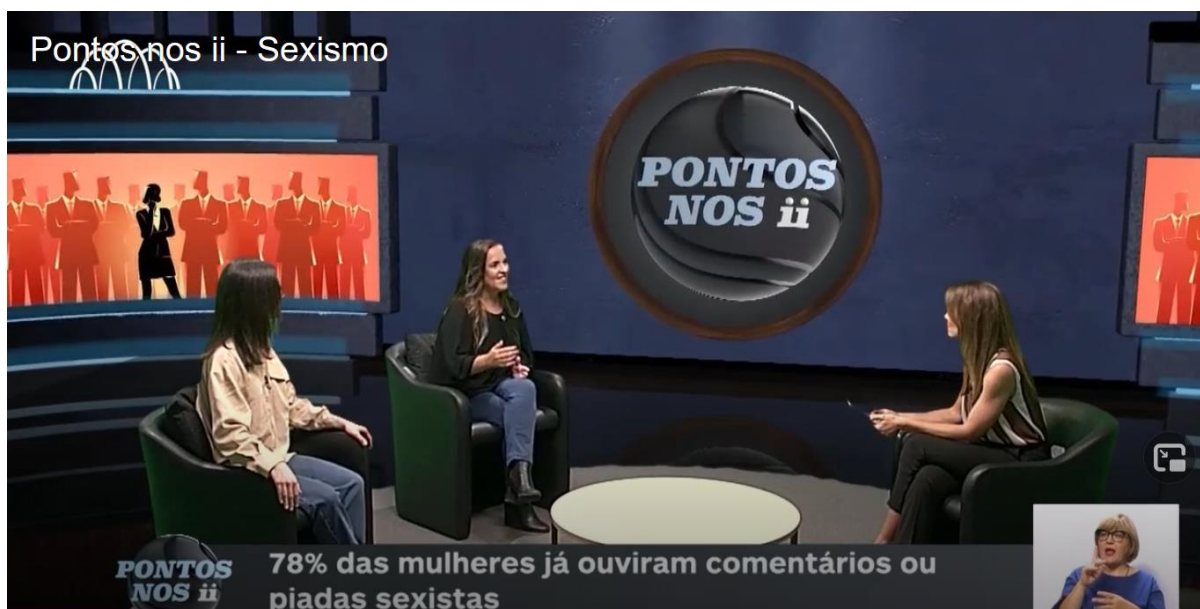 Pontos nos ii - Sexismo
PONTOS
NOS ii
PONTOS
NOS ii
78% das mulheres já ouviram comentários ou
piadas sexistas